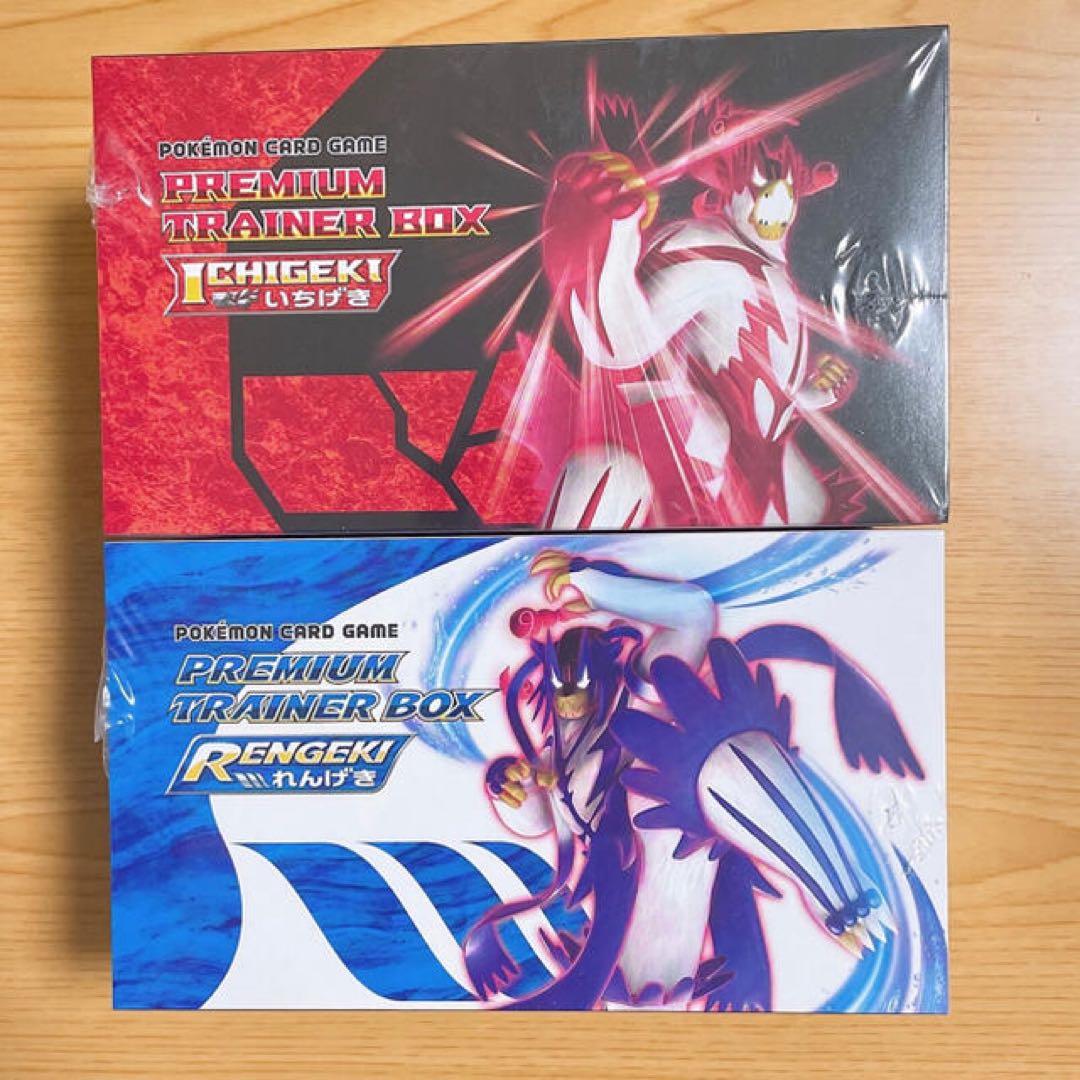 POKÉMON CARD GAME
PREMIUM
TRAINER BOX
ICHIGEKI
いちげき
POKÉMON CARD GAME
PREMIUM
TRAINER BOX
RENGEKI
れんげき